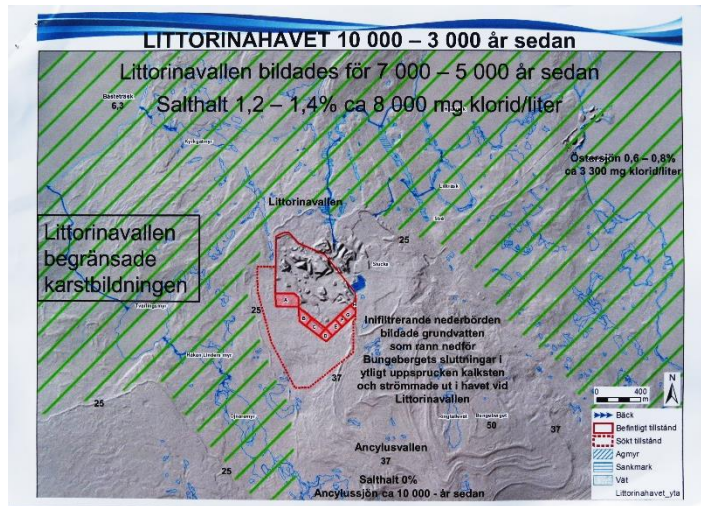 LITTORINAHAVET 10 000 – 3 000 år sedan
Littorinavallen bildades för 7 000 – 5 000 år sedan
Salthalt 1,2 – 1,4% ca 8 000 mg klorid/liter
Bästeträsk
6,3
Kyrkgatmyr
Östersjön 0,6 – 0,8%
ca 3 300 mg klorid/liter
Littorinavallen
Littorinavallen
begränsade
karstbildningen
25
Stucks
25
A
B
C
D
Infiltrerande nederbörden
bildade grundvatten
som rann nedför
Bungebergets sluttningar i
ytligt uppsprucken kalksten
och strömmade ut i havet vid
Littorinavallen
37
N
0 400
m
25
Bungeberget
50
37
Ancylusvallen
37
25
Salthalt 0%
Ancylussjön ca 10 000 - år sedan
Bäck
Befintligt tillstånd
Sökt tillstånd
Agmyr
Sankmark
Vät
Littorinahavet_yta